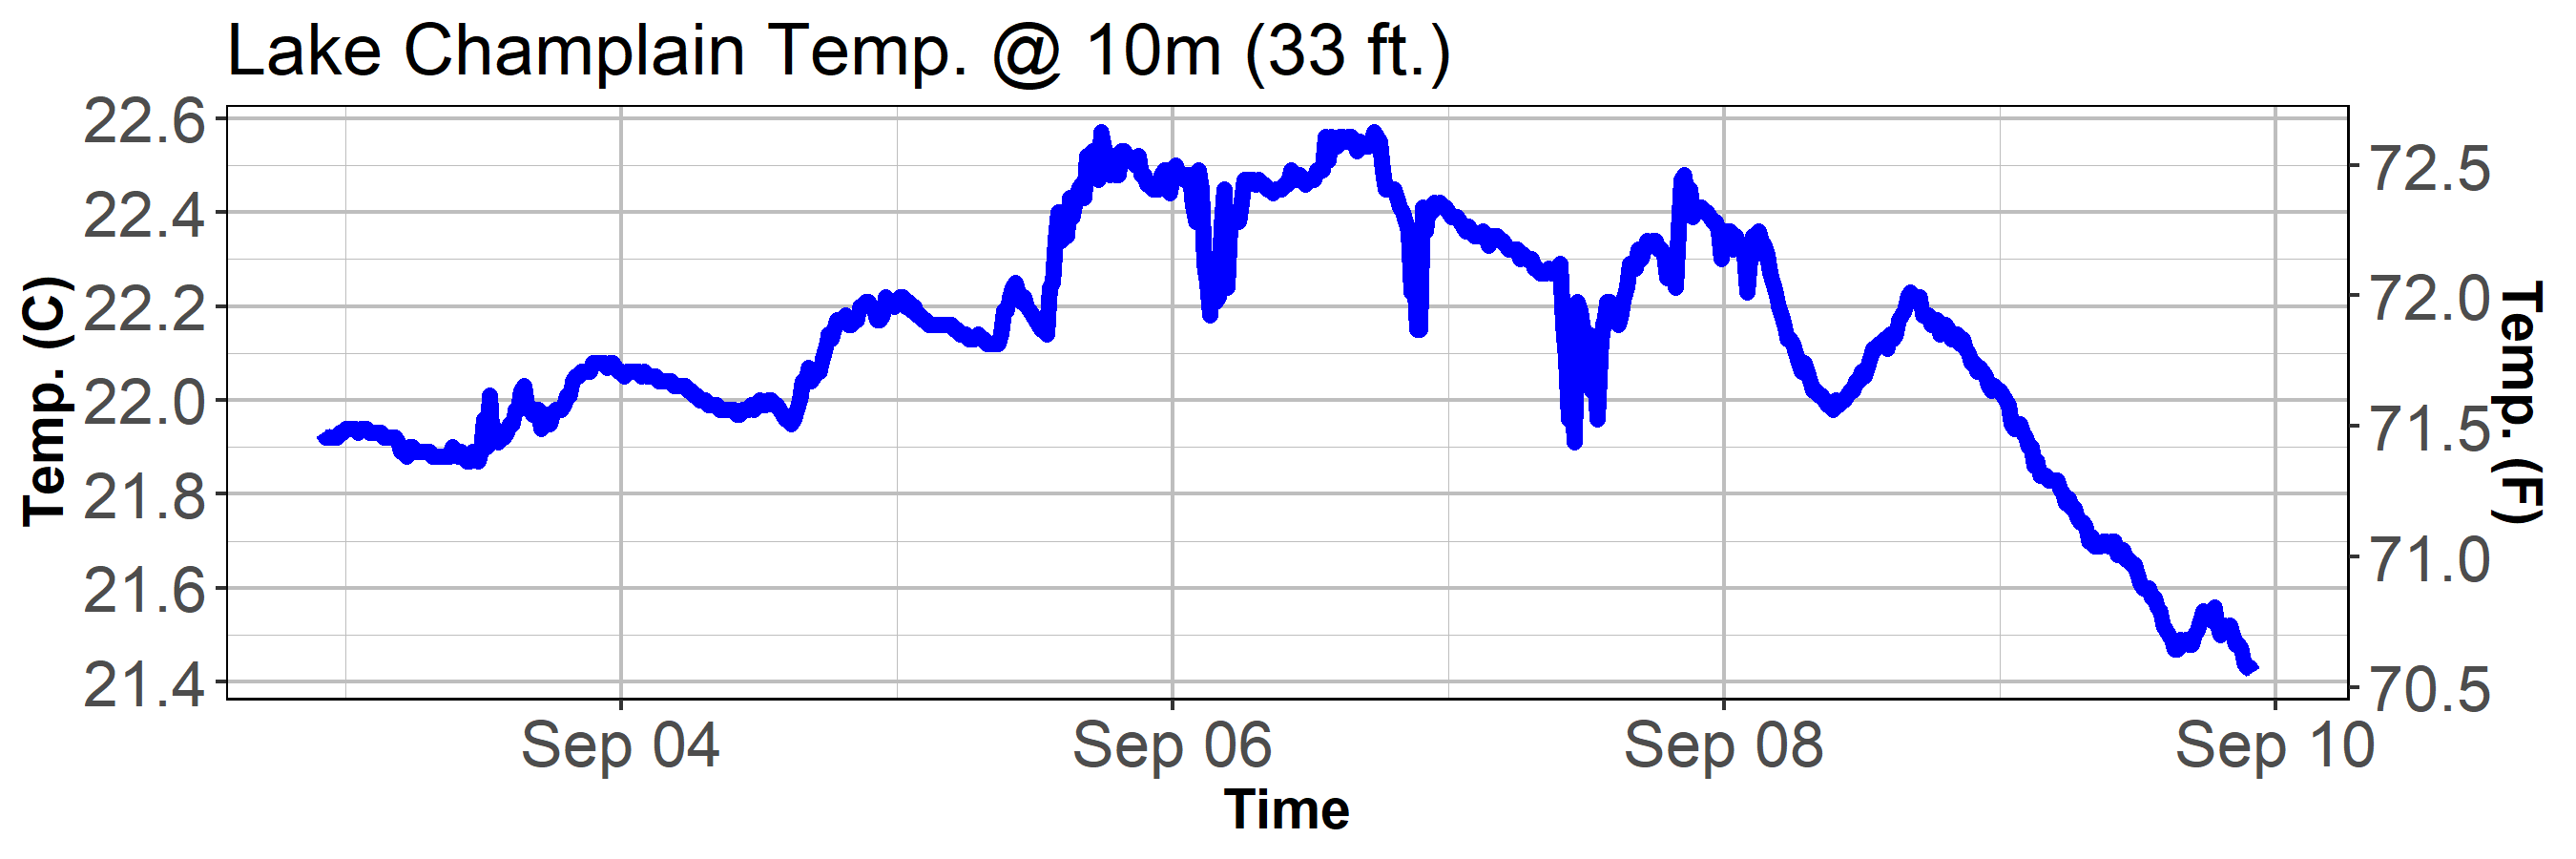 Lake Champlain Temp. @ 10m (33 ft.)
Temp. (C)
22.6
22.4
22.2
22.0
21.8
21.6
21.4
72.5
72.0
71.5
71.0
70.5
Temp. (F)
Sep 04
Sep 06
Sep 08
Sep 10
Time